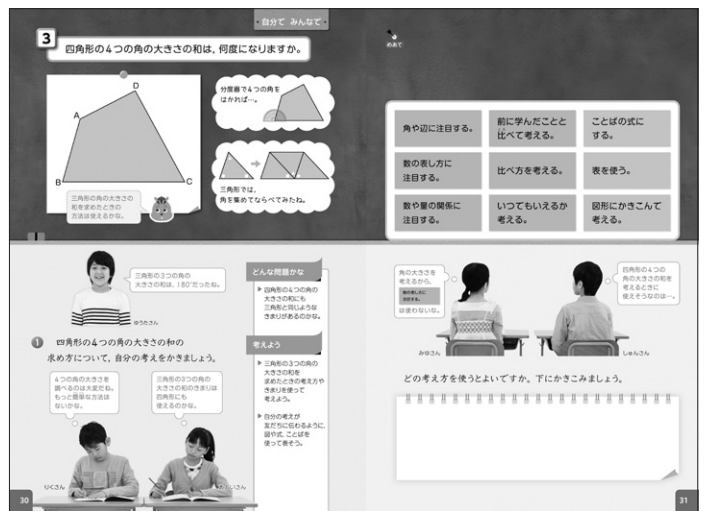 ・自分で みんなで・
3
四角形の4つの角の大きさの和は，何度になりますか。
D
A
B
C
三角形の角の大きさの
和を求めたときの
方法は使えるかな。
分度器で4つの角を
はかれば…。
三角形では，
角を集めてならべてみたね。
めあて
角や辺に注目する。
前に学んだことと
比べて考える。
ことばの式に
する。
数の表し方に
注目する。
比べ方を考える。
表を使う。
数や量の関係に
注目する。
いつでもいえるか
考える。
図形にかきこんで
考える。
三角形の3つの角の
大きさの和は，180°だったね。
ゆうたさん
1 四角形の4つの角の大きさの和の
求め方について，自分の考えをかきましょう。
4つの角の大きさを
調べるのは大変だね。
もっと簡単な方法は
ないかな。
三角形の3つの角の
大きさの和のきまりは
四角形にも
使えるのかな。
りくさん
さん
どんな問題かな
▶四角形の4つの角の
大きさの和にも
三角形と同じような
きまりがあるのかな。
考えよう
▶三角形の3つの角の
大きさの和を
求めたときの考え方や
きまりを使って
考えよう。
▶自分の考えが
友だちに伝わるように，
図や式，ことばを
使って表そう。
30
角の大きさを
考えるから，
数の表し方に
注目する。
は使わないな。
四角形の4つの
角の大きさの和を
考えるときに
使えそうなのは…。
みゆさん
しゅんさん
どの考え方を使うとよいですか。下にかきこみましょう。
31